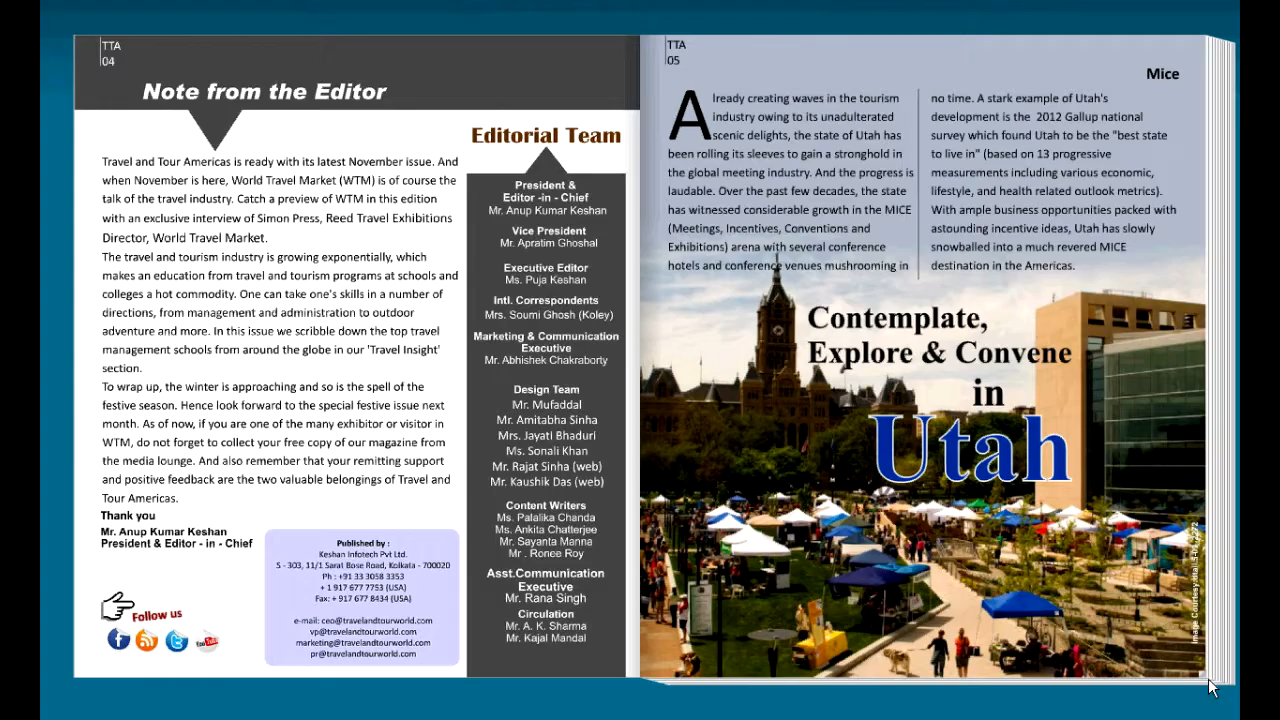 TTA
04
Note from the Editor
Travel and Tour Americas is ready with its latest November issue. And
when November is here, World Travel Market (WTM) is of course the
talk of the travel industry. Catch a preview of WTM in this edition
with an exclusive interview of Simon Press, Reed Travel Exhibitions
Director, World Travel Market.
The travel and tourism industry is growing exponentially, which
makes an education from travel and tourism programs at schools and
colleges a hot commodity. One can take one's skills in a number of
directions, from management and administration to outdoor
adventure and more. In this issue we scribble down the top travel
management schools from around the globe in our 'Travel Insight'
section.
To wrap up, the winter is approaching and so is the spell of the
festive season. Hence look forward to the special festive issue next
month. As of now, if you are one of the many exhibitor or visitor in
WTM, do not forget to collect your free copy of our magazine from
the media lounge. And also remember that your remitting support
and positive feedback are the two valuable belongings of Travel and
Tour Americas.
Thank you
Mr. Anup Kumar Keshan
President & Editor - in - Chief
Follow us
You Tube
Published by :
Keshan Infotech Pvt Ltd.
S - 303, 11/1 Sarat Bose Road, Kolkata - 700020
Ph : +91 33 3058 3353
+ 1 917 677 7753 (USA)
Fax: + 917 677 8434 (USA)
e-mail: ceo@travelandtourworld.com
vp@travelandtourworld.com
marketing@travelandtourworld.com
pr@travelandtourworld.com
Editorial Team
President &
Editor -in - Chief
Mr. Anup Kumar Keshan
Vice President
Mr. Apratim Ghoshal
Executive Editor
Ms. Puja Keshan
Intl. Correspondents
Mrs. Soumi Ghosh (Koley)
Marketing & Communication
Executive
Mr. Abhishek Chakraborty
Design Team
Mr. Mufaddal
Mr. Amitabha Sinha
Mrs. Jayati Bhaduri
Ms. Sonali Khan
Mr. Rajat Sinha (web)
Mr. Kaushik Das (web)
Content Writers
Ms. Palalika Chanda
Ms. Ankita Chatterjee
Mr. Sayanta Manna
Mr . Ronee Roy
Asst.Communication
Executive
Mr. Rana Singh
Circulation
Mr. A. K. Sharma
Mr. Kajal Mandal
TTA
05
Mice
Already creating waves in the tourism
industry owing to its unadulterated
scenic delights, the state of Utah has
been rolling its sleeves to gain a stronghold in
the global meeting industry. And the progress is
laudable. Over the past few decades, the state
has witnessed considerable growth in the MICE
(Meetings, Incentives, Conventions and
Exhibitions) arena with several conference
hotels and conference venues mushrooming in
no time. A stark example of Utah's
development is the 2012 Gallup national
survey which found Utah to be the "best state
to live in" (based on 13 progressive
measurements including various economic,
lifestyle, and health related outlook metrics).
With ample business opportunities packed with
astounding incentive ideas, Utah has slowly
snowballed into a much revered MICE
destination in the Americas.
Contemplate,
Explore & Convene
in
Utah
Image Courtesy: